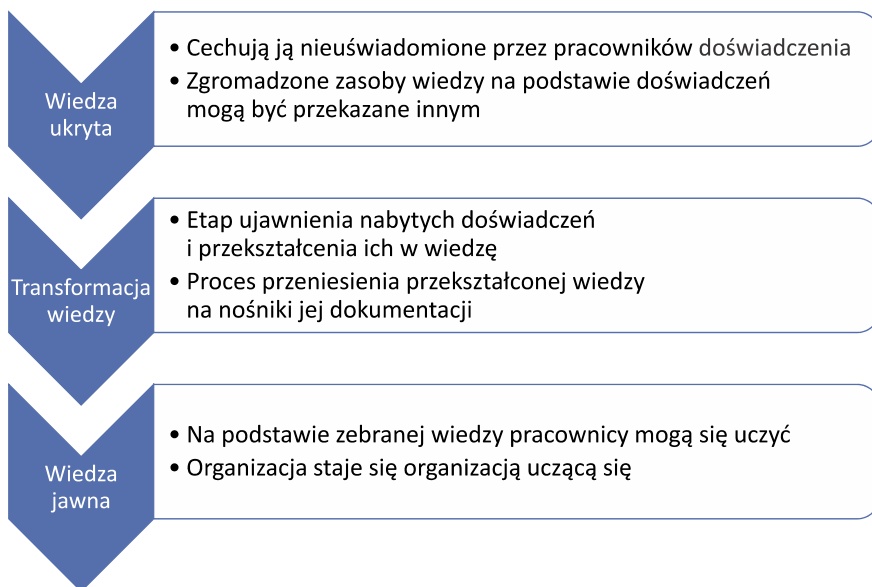 Wiedza
ukryta
• Cechują ją nieuświadomione przez pracowników doświadczenia
• Zgromadzone zasoby wiedzy na podstawie doświadczeń
mogą być przekazane innym
Transformacja
wiedzy
• Etap ujawnienia nabytych doświadczeń
i przekształcenia ich w wiedzę
• Proces przeniesienia przekształconej wiedzy
na nośniki jej dokumentacji
Wiedza
jawna
• Na podstawie zebranej wiedzy pracownicy mogą się uczyć
• Organizacja staje się organizacją uczącą się